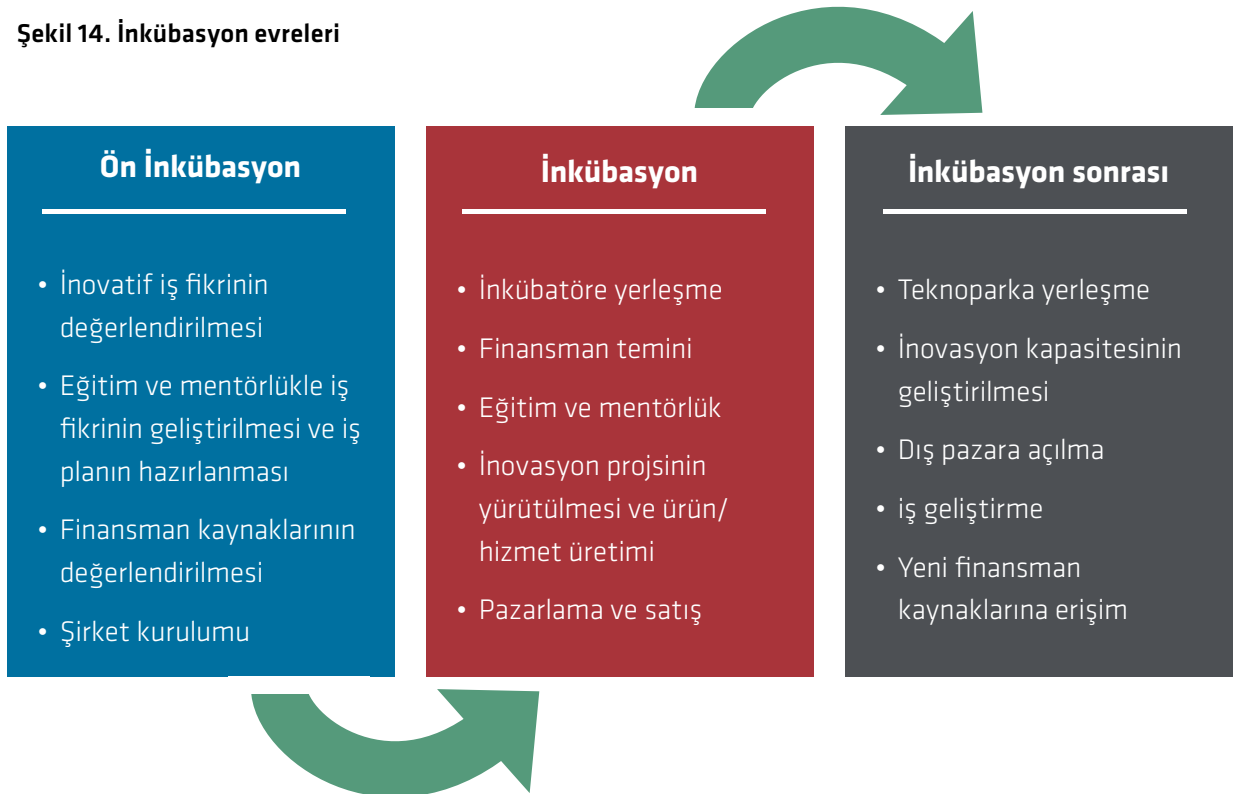 Şekil 14. İnkübasyon evreleri
Ön İnkübasyon
• İnovatif iş fikrinin
değerlendirilmesi
• Eğitim ve mentörlükle iş
fikrinin geliştirilmesi ve iş
planın hazırlanması
• Finansman kaynaklarının
değerlendirilmesi
• Şirket kurulumu
İnkübasyon
• İnkübatöre yerleşme
• Finansman temini
• Eğitim ve mentörlük
• İnovasyon projsinin
yürütülmesi ve ürün/
hizmet üretimi
• Pazarlama ve satış
İnkübasyon sonrası
• Teknoparka yerleşme
• İnovasyon kapasitesinin
geliştirilmesi
• Dış pazara açılma
• iş geliştirme
• Yeni finansman
kaynaklarına erişim